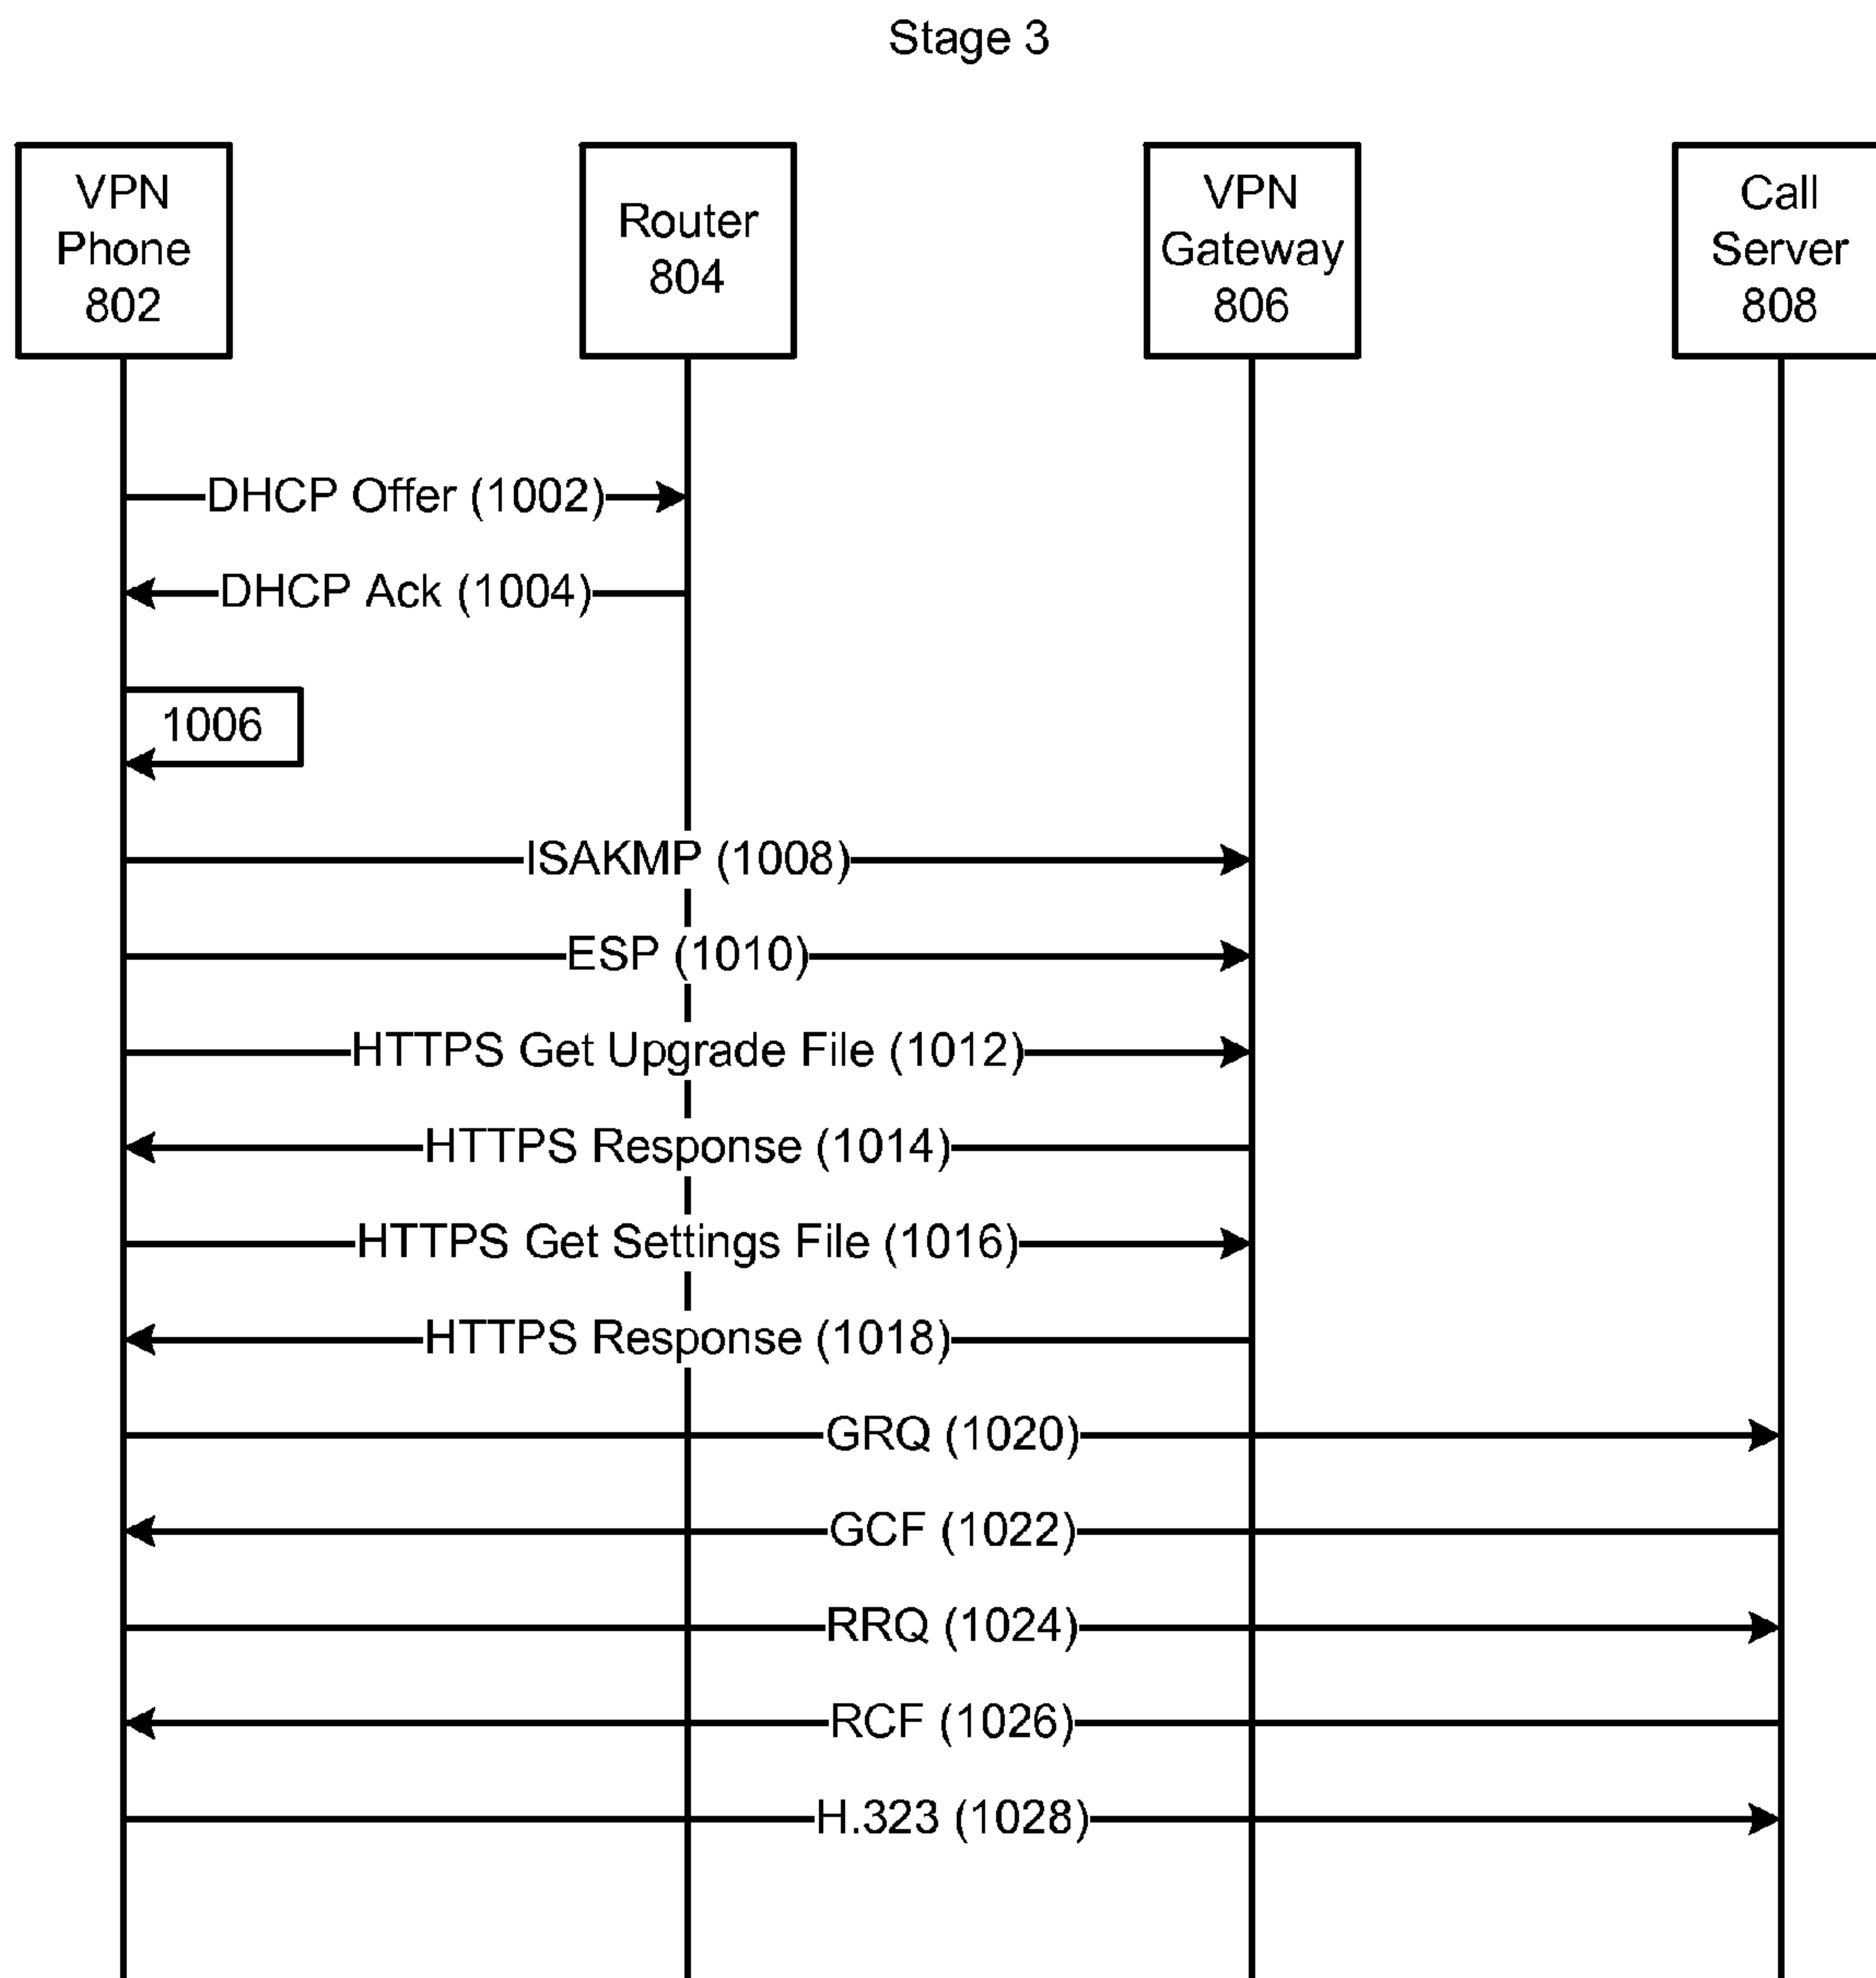 Stage 3
VPN
Phone
802
Router
804
VPN
Gateway
806
Call
Server
808
DHCP Offer (1002)
DHCP Ack (1004)
1006
ISAKMP (1008)
ESP (1010)
HTTPS Get Upgrade File (1012)
HTTPS Response (1014)
HTTPS Get Settings File (1016)
HTTPS Response (1018)
GRQ (1020)
GCF (1022)
RRQ (1024)
RCF (1026)
H.323 (1028)